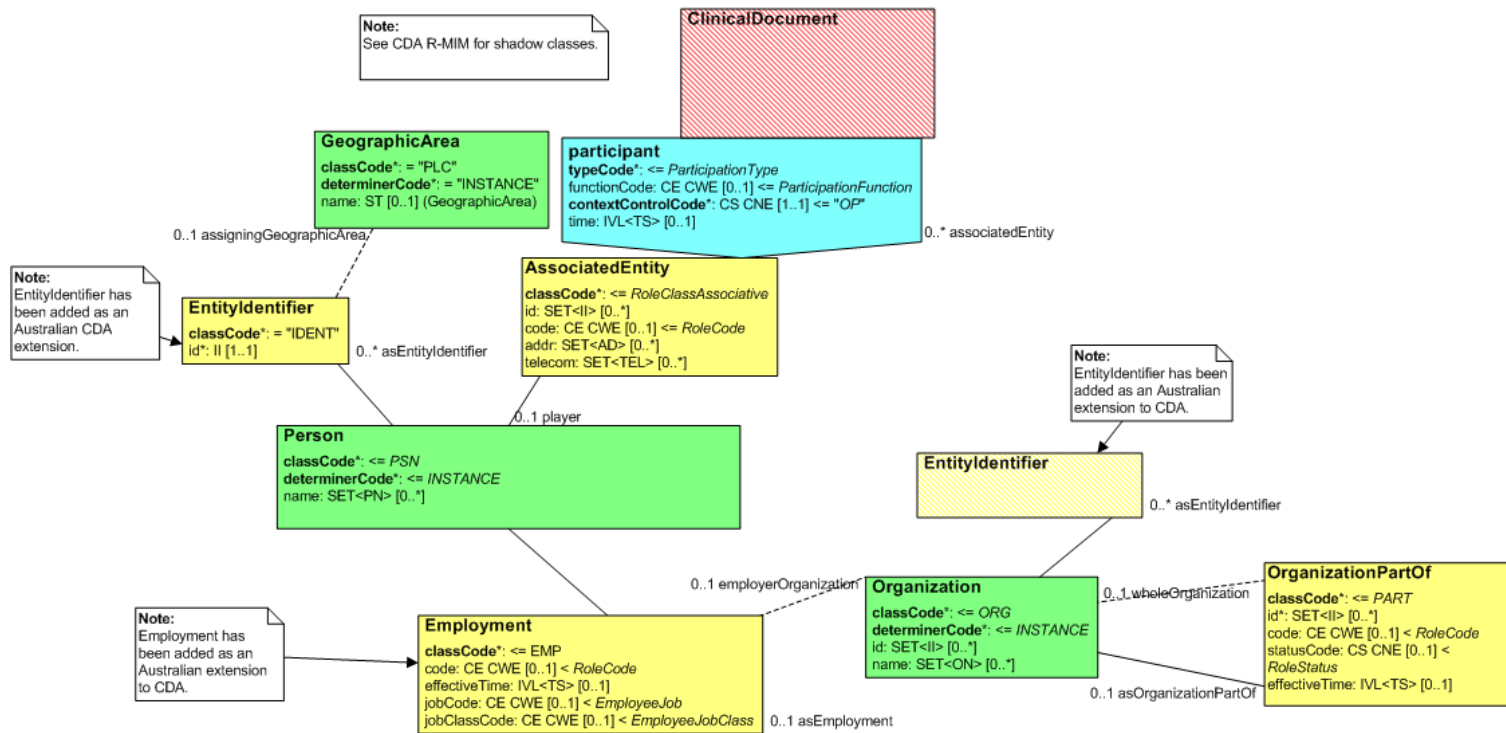 Note:
See CDA R-MIM for shadow classes.
ClinicalDocument
GeographicArea
classCode*: = "PLC"
determinerCode*: = "INSTANCE"
name: ST [0..1] (GeographicArea)
participant
typeCode*: <= ParticipationType
functionCode: CE CWE [0..1] <= ParticipationFunction
contextControlCode*: CS CNE [1..1] <= "OP"
time: IVL<TS> [0..1]
0..1 assigningGeographicArea
0..* associatedEntity
Note:
EntityIdentifier has
been added as an
Australian CDA
extension.
EntityIdentifier
classCode*: = "IDENT"
id*: II [1..1]
0..* asEntityIdentifier
AssociatedEntity
classCode*: <= RoleClassAssociative
id: SET<II> [0..*]
code: CE CWE [0..1] <= RoleCode
addr: SET<AD> [0..*]
telecom: SET<TEL> [0..*]
Note:
EntityIdentifier has been
added as an Australian
extension to CDA.
0..1 player
Person
classCode*: <= PSN
determinerCode*: <= INSTANCE
name: SET<PN> [0..*]
EntityIdentifier
0..* asEntityIdentifier
0..1 employerOrganization
Organization
classCode*: <= ORG
determinerCode*: <= INSTANCE
id: SET<II> [0..*]
name: SET<ON> [0..*]
0..1 wholeOrganization
OrganizationPartOf
classCode*: <= PART
id*: SET<II> [0..*]
code: CE CWE [0..1] < RoleCode
statusCode: CS CNE [0..1] <
RoleStatus
effectiveTime: IVL<TS> [0..1]
0..1 asOrganizationPartOf
Note:
Employment has
been added as an
Australian extension
to CDA.
Employment
classCode*: <= EMP
code: CE CWE [0..1] < RoleCode
effectiveTime: IVL<TS> [0..1]
jobCode: CE CWE [0..1] < EmployeeJob
jobClassCode: CE CWE [0..1] < EmployeeJobClass
0..1 asEmployment